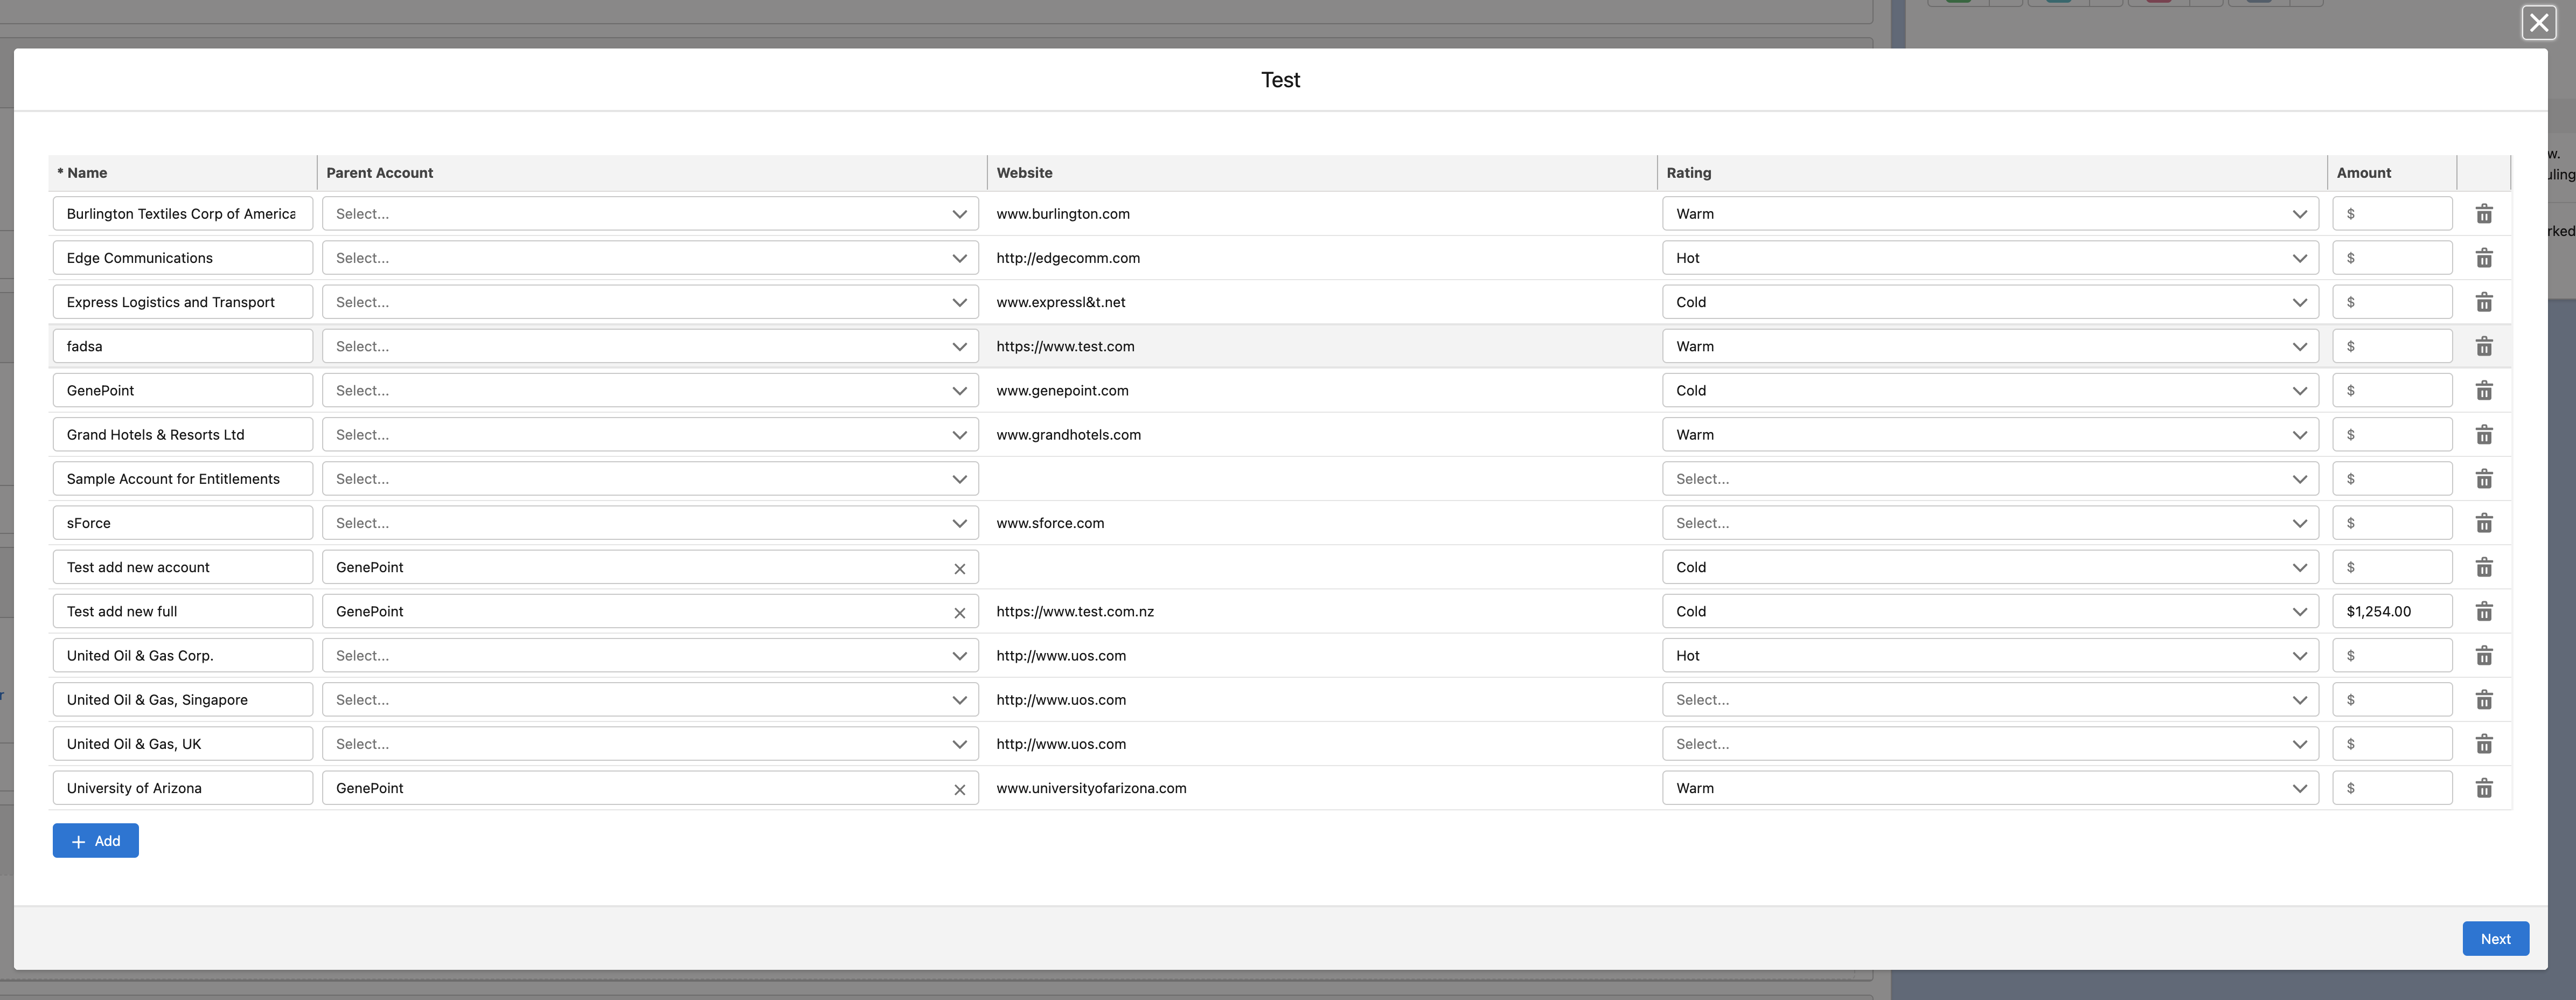 Test
* Name Parent Account Website Rating Amount
Burlington Textiles Corp of America Select... www.burlington.com Warm $
Edge Communications Select... http://edgecomm.com Hot $
Express Logistics and Transport Select... www.expressl&t.net Cold $
fadsa Select... https://www.test.com Warm $
GenePoint Select... www.genepoint.com Cold $
Grand Hotels & Resorts Ltd Select... www.grandhotels.com Warm $
Sample Account for Entitlements Select... Select... $
sForce Select... www.sforce.com Select... $
Test add new account GenePoint Cold $
Test add new full GenePoint https://www.test.com.nz Cold $1,254.00
United Oil & Gas Corp. Select... http://www.uos.com Hot $
United Oil & Gas, Singapore Select... http://www.uos.com Select... $
United Oil & Gas, UK Select... http://www.uos.com Select... $
University of Arizona GenePoint www.universityofarizona.com Warm $
Add
Next